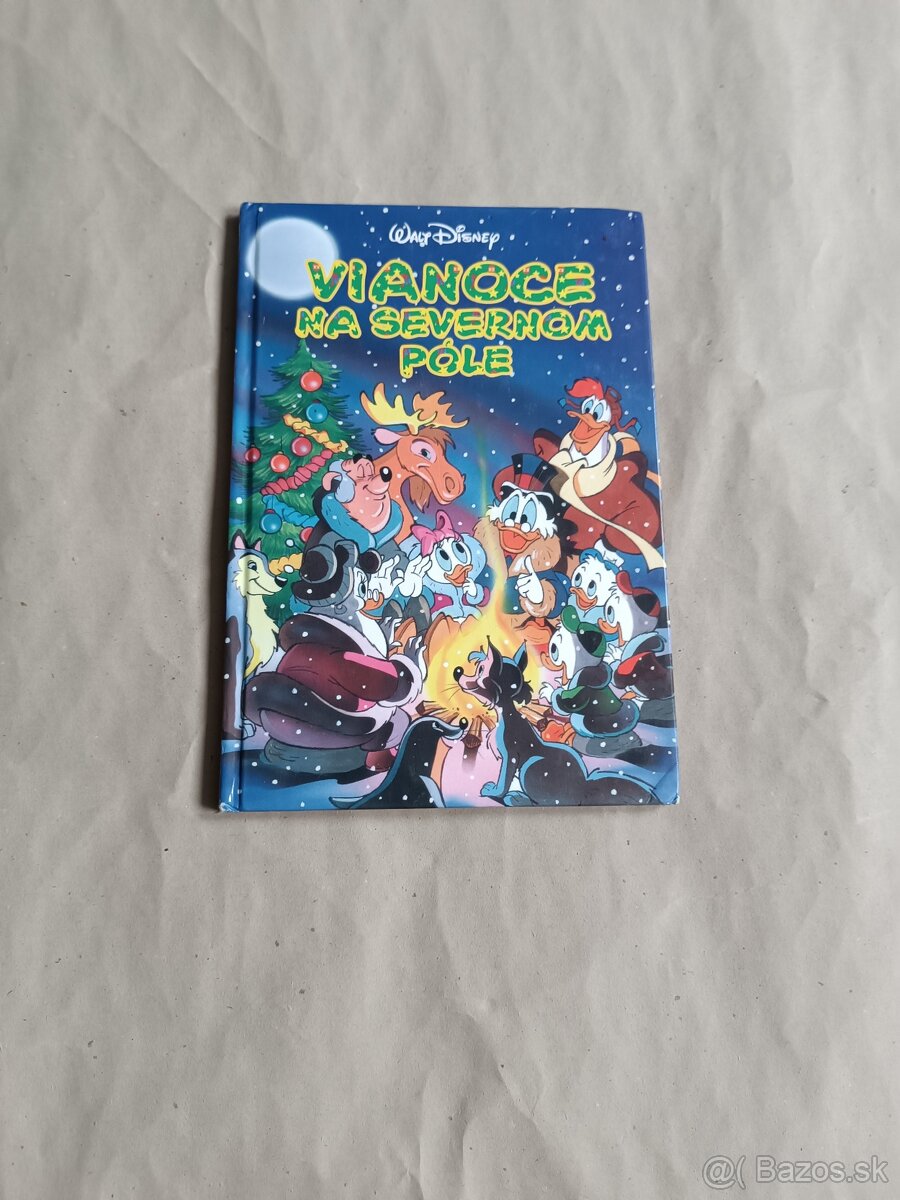 Walt Disney
VIANOCE
NA SEVERNOM
PÓLE
@( Bazos.sk